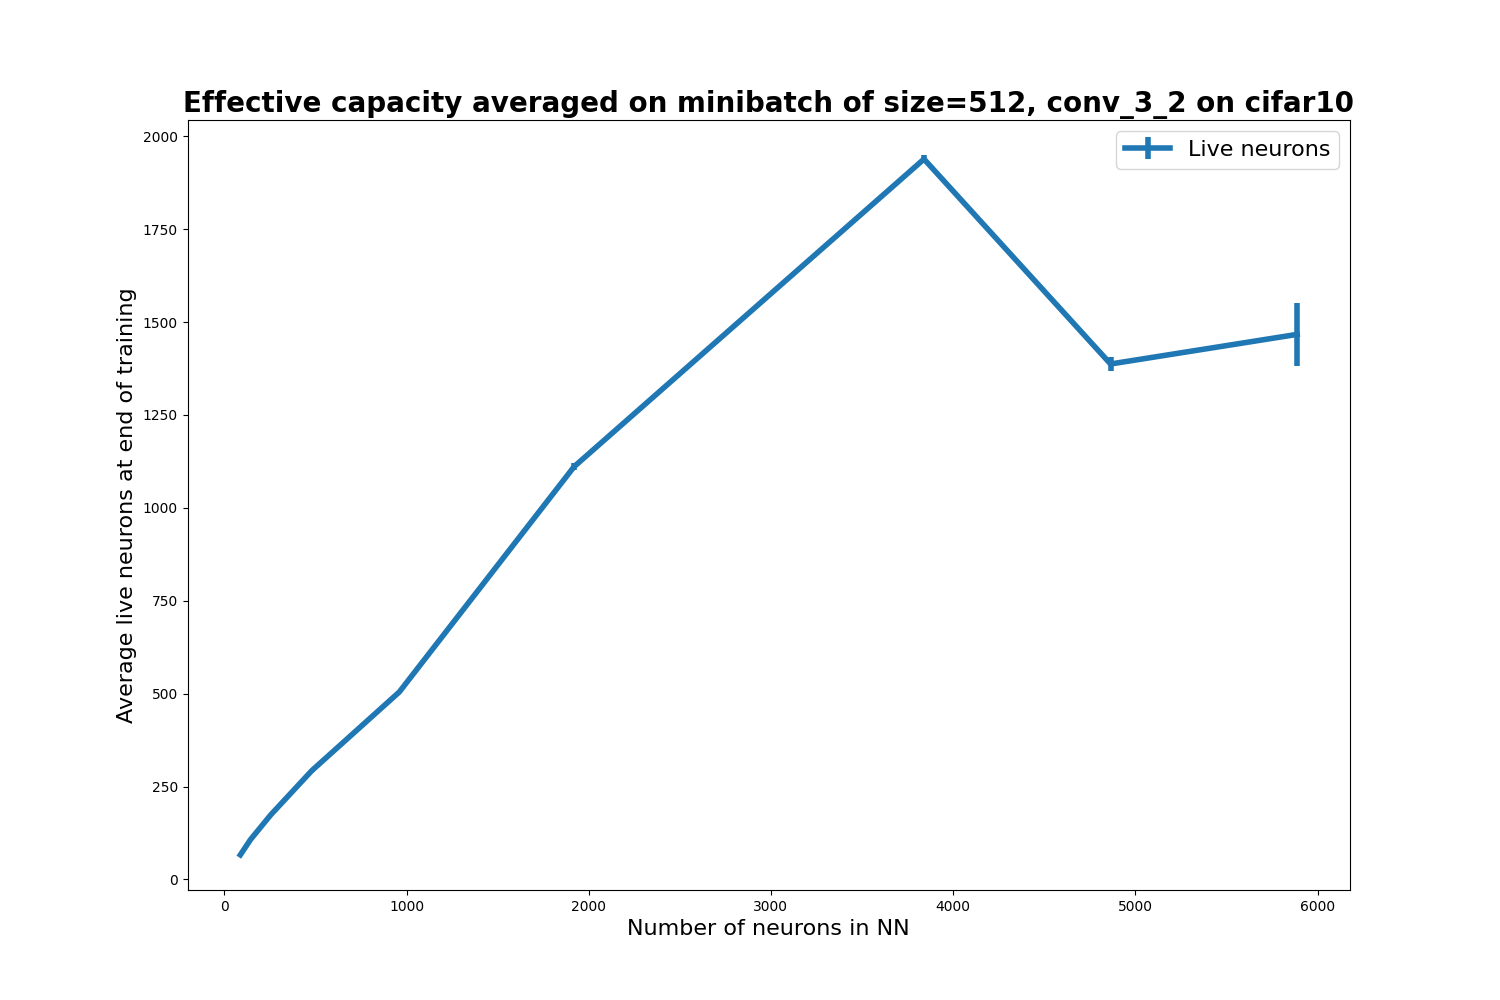 Effective capacity averaged on minibatch of size=512, conv_3_2 on cifar10
Live neurons
Average live neurons at end of training
2000
1750
1500
1250
1000
750
500
250
0
0 1000 2000 3000 4000 5000 6000
Number of neurons in NN